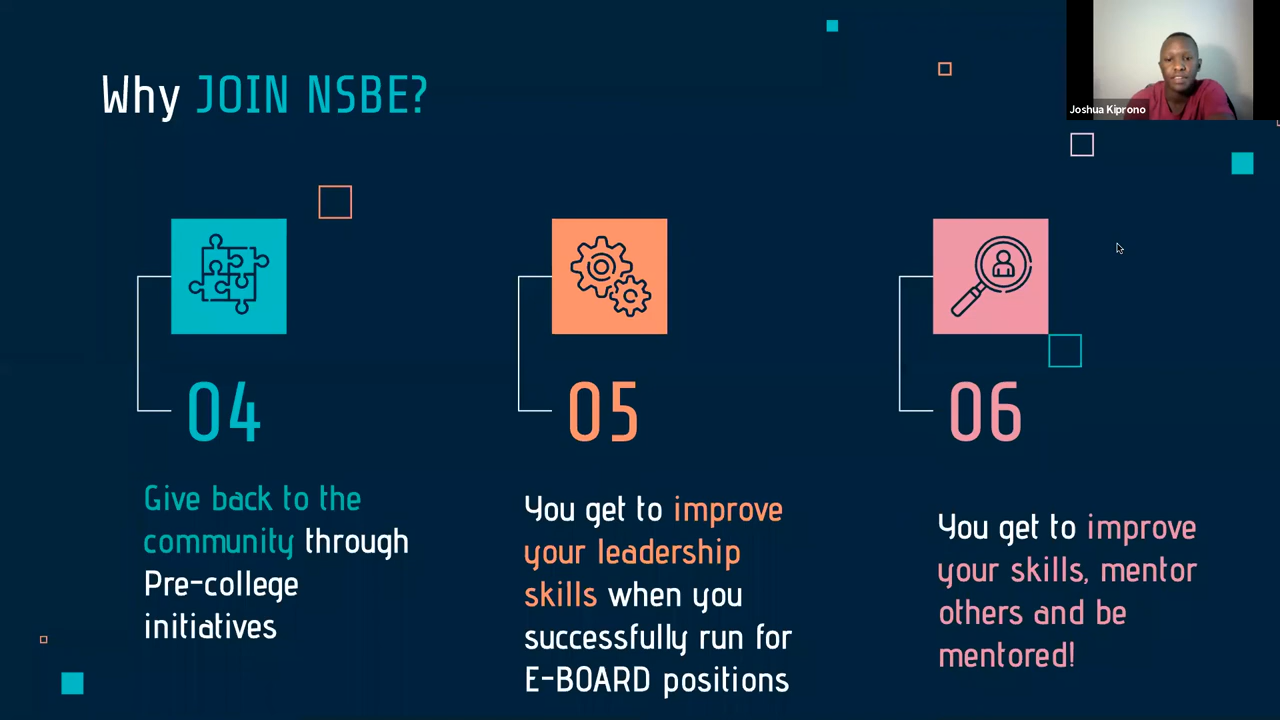 Why JOIN NSBE?
Joshua Kiprono
04
Give back to the
community through
Pre-college
initiatives
05
You get to improve
your leadership
skills when you
successfully run for
E-BOARD positions
06
You get to improve
your skills, mentor
others and be
mentored!